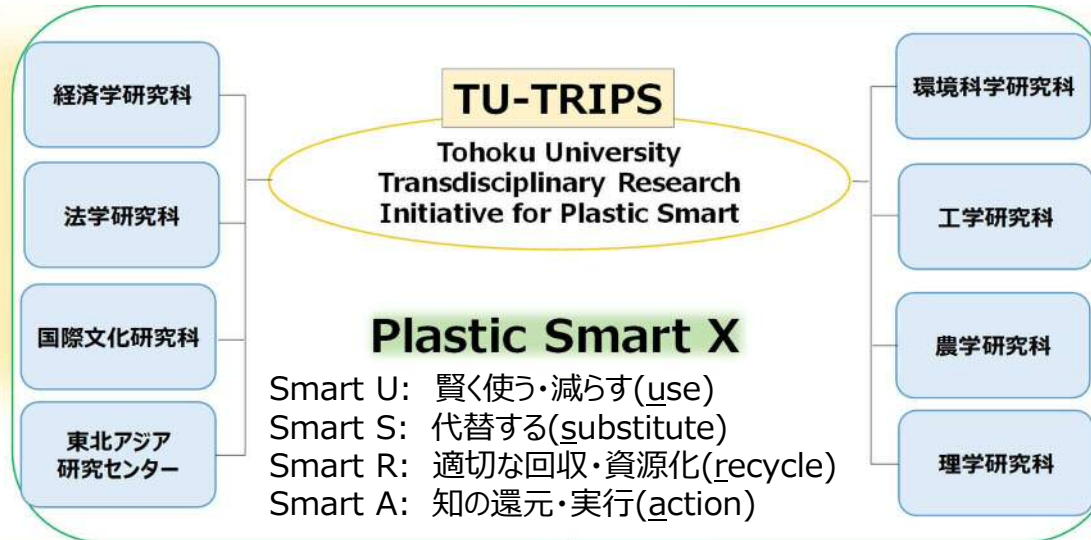 経済学研究科
法学研究科
国際文化研究科
東北アジア
研究センター
TU-TRIPS
Tohoku University
Transdisciplinary Research
Initiative for Plastic Smart
Plastic Smart X
Smart U: 賢く使う・減らす(use)
Smart S: 代替する(substitute)
Smart R: 適切な回収・資源化(recycle)
Smart A: 知の還元・実行(action)
環境科学研究科
工学研究科
農学研究科
理学研究科